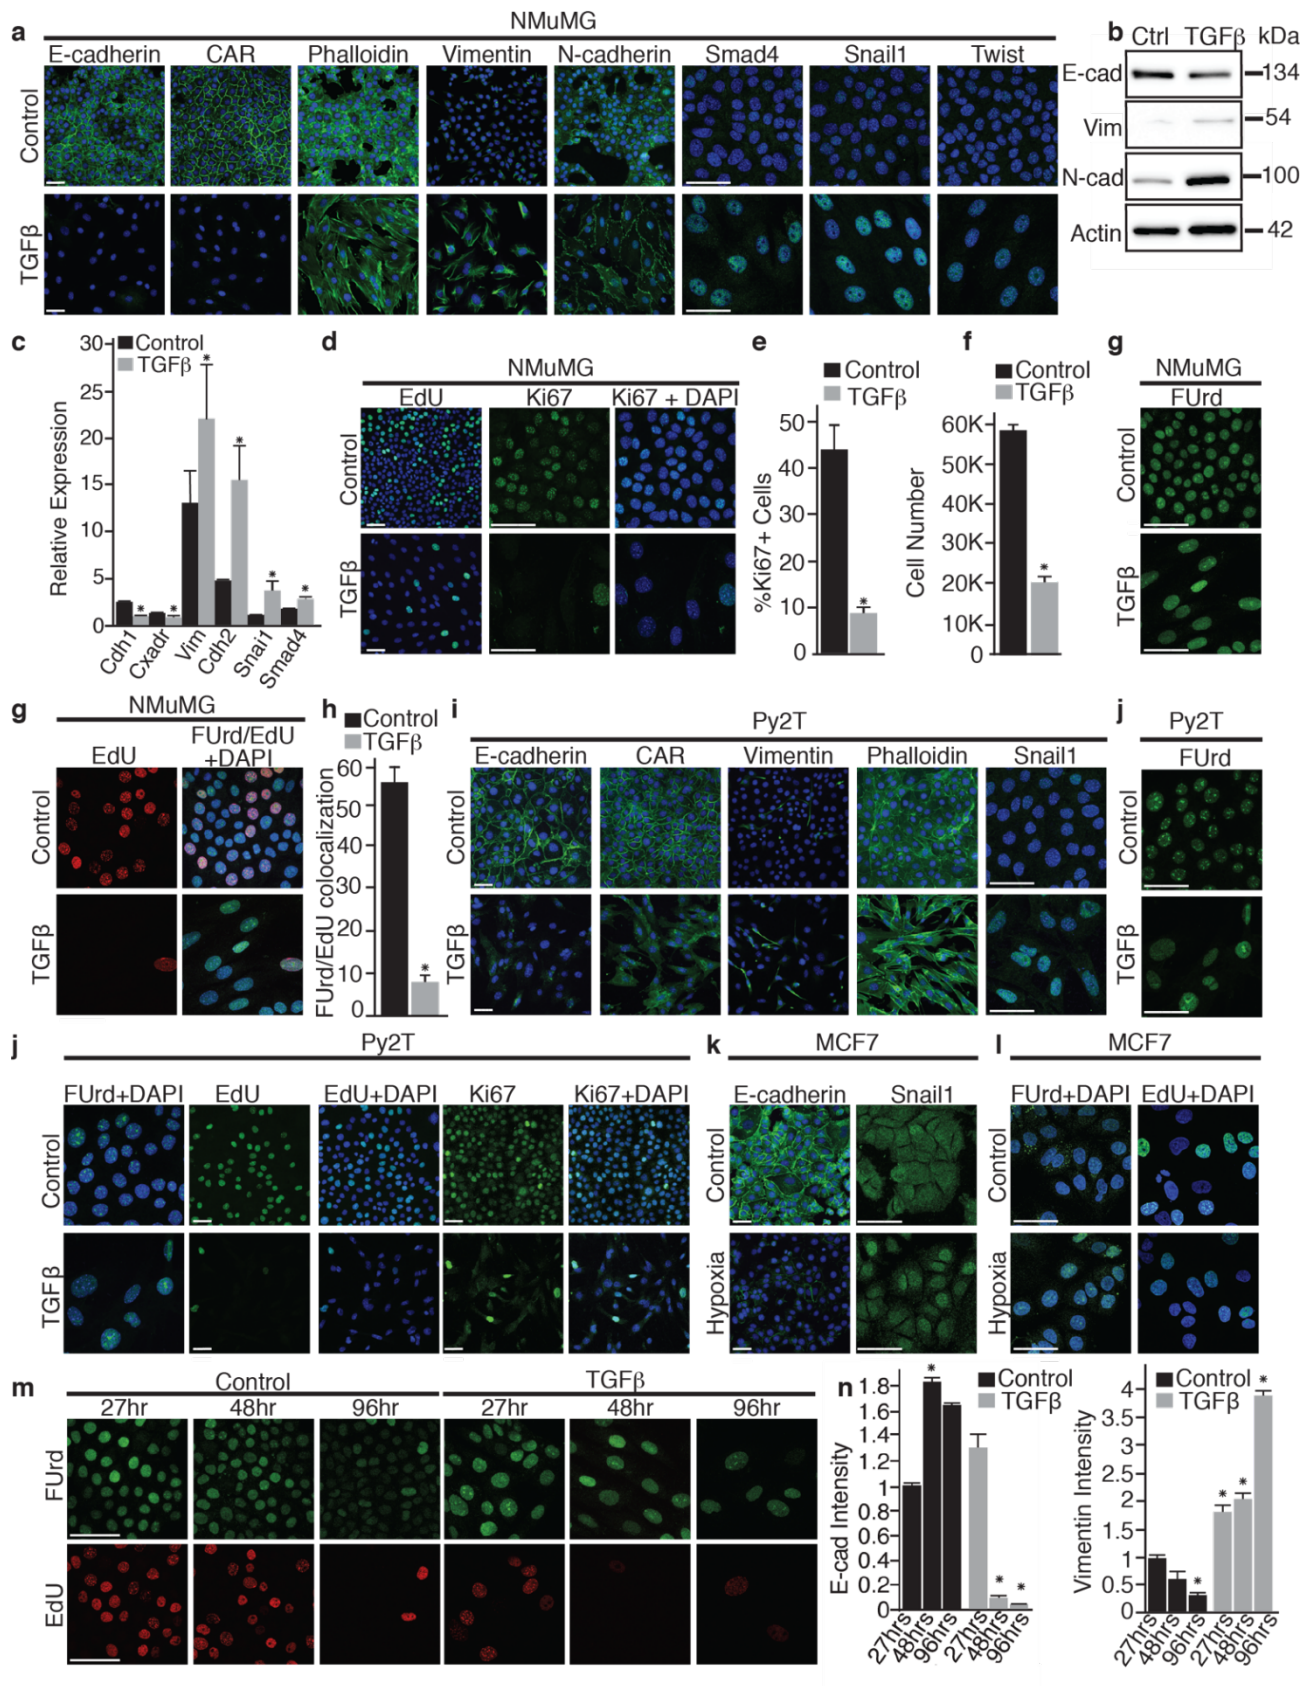 a
NMuMG
E-cadherin CAR Phalloidin Vimentin N-cadherin Smad4 Snail1 Twist
Control
TGFβ
b
Ctrl TGFβ kDa
E-cad 134
Vim 54
N-cad 100
Actin 42
c
Control
TGFβ
Relative Expression
30
25
20
15
10
5
0
Cdh1 Cxadr Vim Cdh2 Snai1 Smad4
* * * * * *
d
NMuMG
EdU Ki67 Ki67 + DAPI
Control
TGFβ
e
Control
TGFβ
%Ki67+ Cells
50
40
30
20
10
0
*
f
Control
TGFβ
Cell Number
60K
50K
40K
30K
20K
10K
0
*
g
NMuMG
FUrd
Control
TGFβ
g
NMuMG
EdU FUrd/EdU
+DAPI
Control
TGFβ
h
Control
TGFβ
FUrd/EdU colocalization
60
50
40
30
20
10
0
*
i
Py2T
E-cadherin CAR Vimentin Phalloidin Snail1
Control
TGFβ
j
Py2T
FUrd
Control
TGFβ
j
Py2T
FUrd+DAPI EdU EdU+DAPI Ki67 Ki67+DAPI
Control
TGFβ
k
MCF7
E-cadherin Snail1
Control
Hypoxia
l
MCF7
FUrd+DAPI EdU+DAPI
Control
Hypoxia
m
Control TGFβ
27hr 48hr 96hr 27hr 48hr 96hr
FUrd
EdU
n
Control
TGFβ
E-cad Intensity
1.8
1.6
1.4
1.2
1
0.8
0.6
0.4
0.2
0
* * *
27hrs 48hrs 96hrs 27hrs 48hrs 96hrs
Control
TGFβ
Vimentin Intensity
4
3.5
3
2.5
2
1.5
1
0.5
0
* * * *
27hrs 48hrs 96hrs 27hrs 48hrs 96hrs